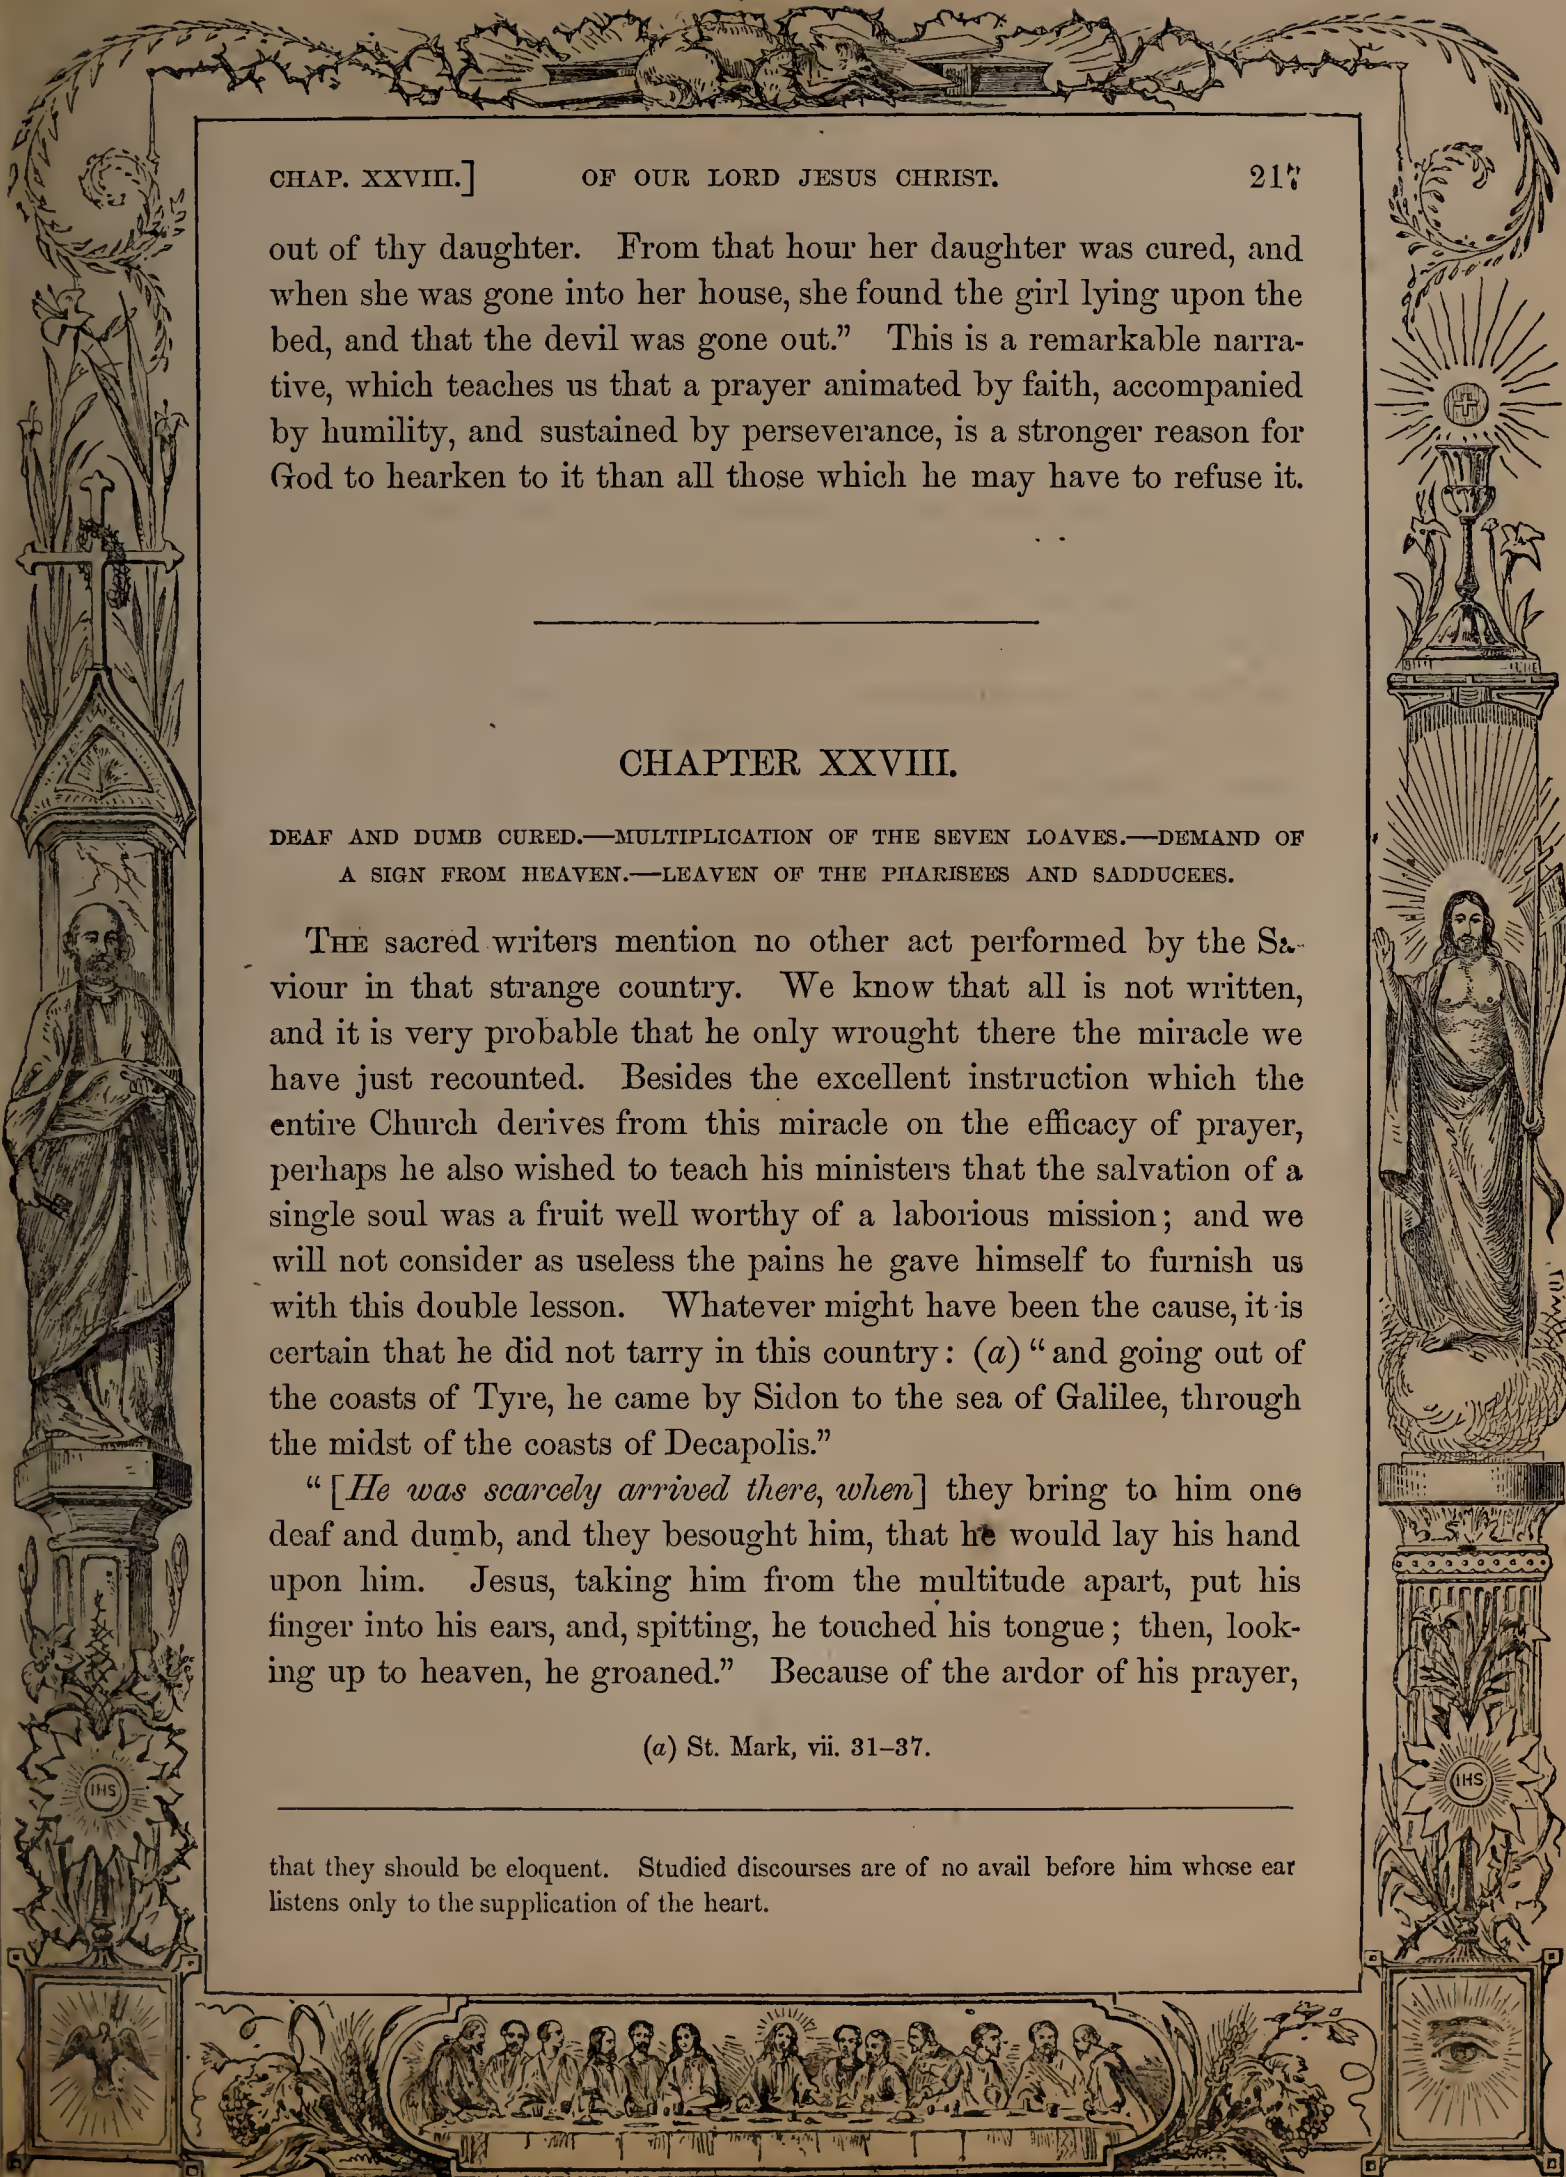 CHAP. XXVIII.] OF OUR LORD JESUS CHRIST. 217
out of thy daughter. From that hour her daughter was cured, and
when she was gone into her house, she found the girl lying upon the
bed, and that the devil was gone out.” This is a remarkable narra-
tive, which teaches us that a prayer animated by faith, accompanied
by humility, and sustained by perseverance, is a stronger reason for
God to hearken to it than all those which he may have to refuse it.
CHAPTER XXVIII.
DEAF AND DUMB CURED.—MULTIPLICATION OF THE SEVEN LOAVES.—DEMAND OF
A SIGN FROM HEAVEN.—LEAVEN OF THE PHARISEES AND SADDUCEES.
THE sacred writers mention no other act performed by the Sa-
viour in that strange country. We know that all is not written,
and it is very probable that he only wrought there the miracle we
have just recounted. Besides the excellent instruction which the
entire Church derives from this miracle on the efficacy of prayer,
perhaps he also wished to teach his ministers that the salvation of a
single soul was a fruit well worthy of a laborious mission; and we
will not consider as useless the pains he gave himself to furnish us
with this double lesson. Whatever might have been the cause, it is
certain that he did not tarry in this country: (a) “and going out of
the coasts of Tyre, he came by Sidon to the sea of Galilee, through
the midst of the coasts of Decapolis.”
“[He was scarcely arrived there, when] they bring to him one
deaf and dumb, and they besought him, that he would lay his hand
upon him. Jesus, taking him from the multitude apart, put his
finger into his ears, and, spitting, he touched his tongue; then, look-
ing up to heaven, he groaned.” Because of the ardor of his prayer,
(a) St. Mark, vii. 31–37.
that they should be eloquent. Studied discourses are of no avail before him whose ear
listens only to the supplication of the heart.
IHS
IHS